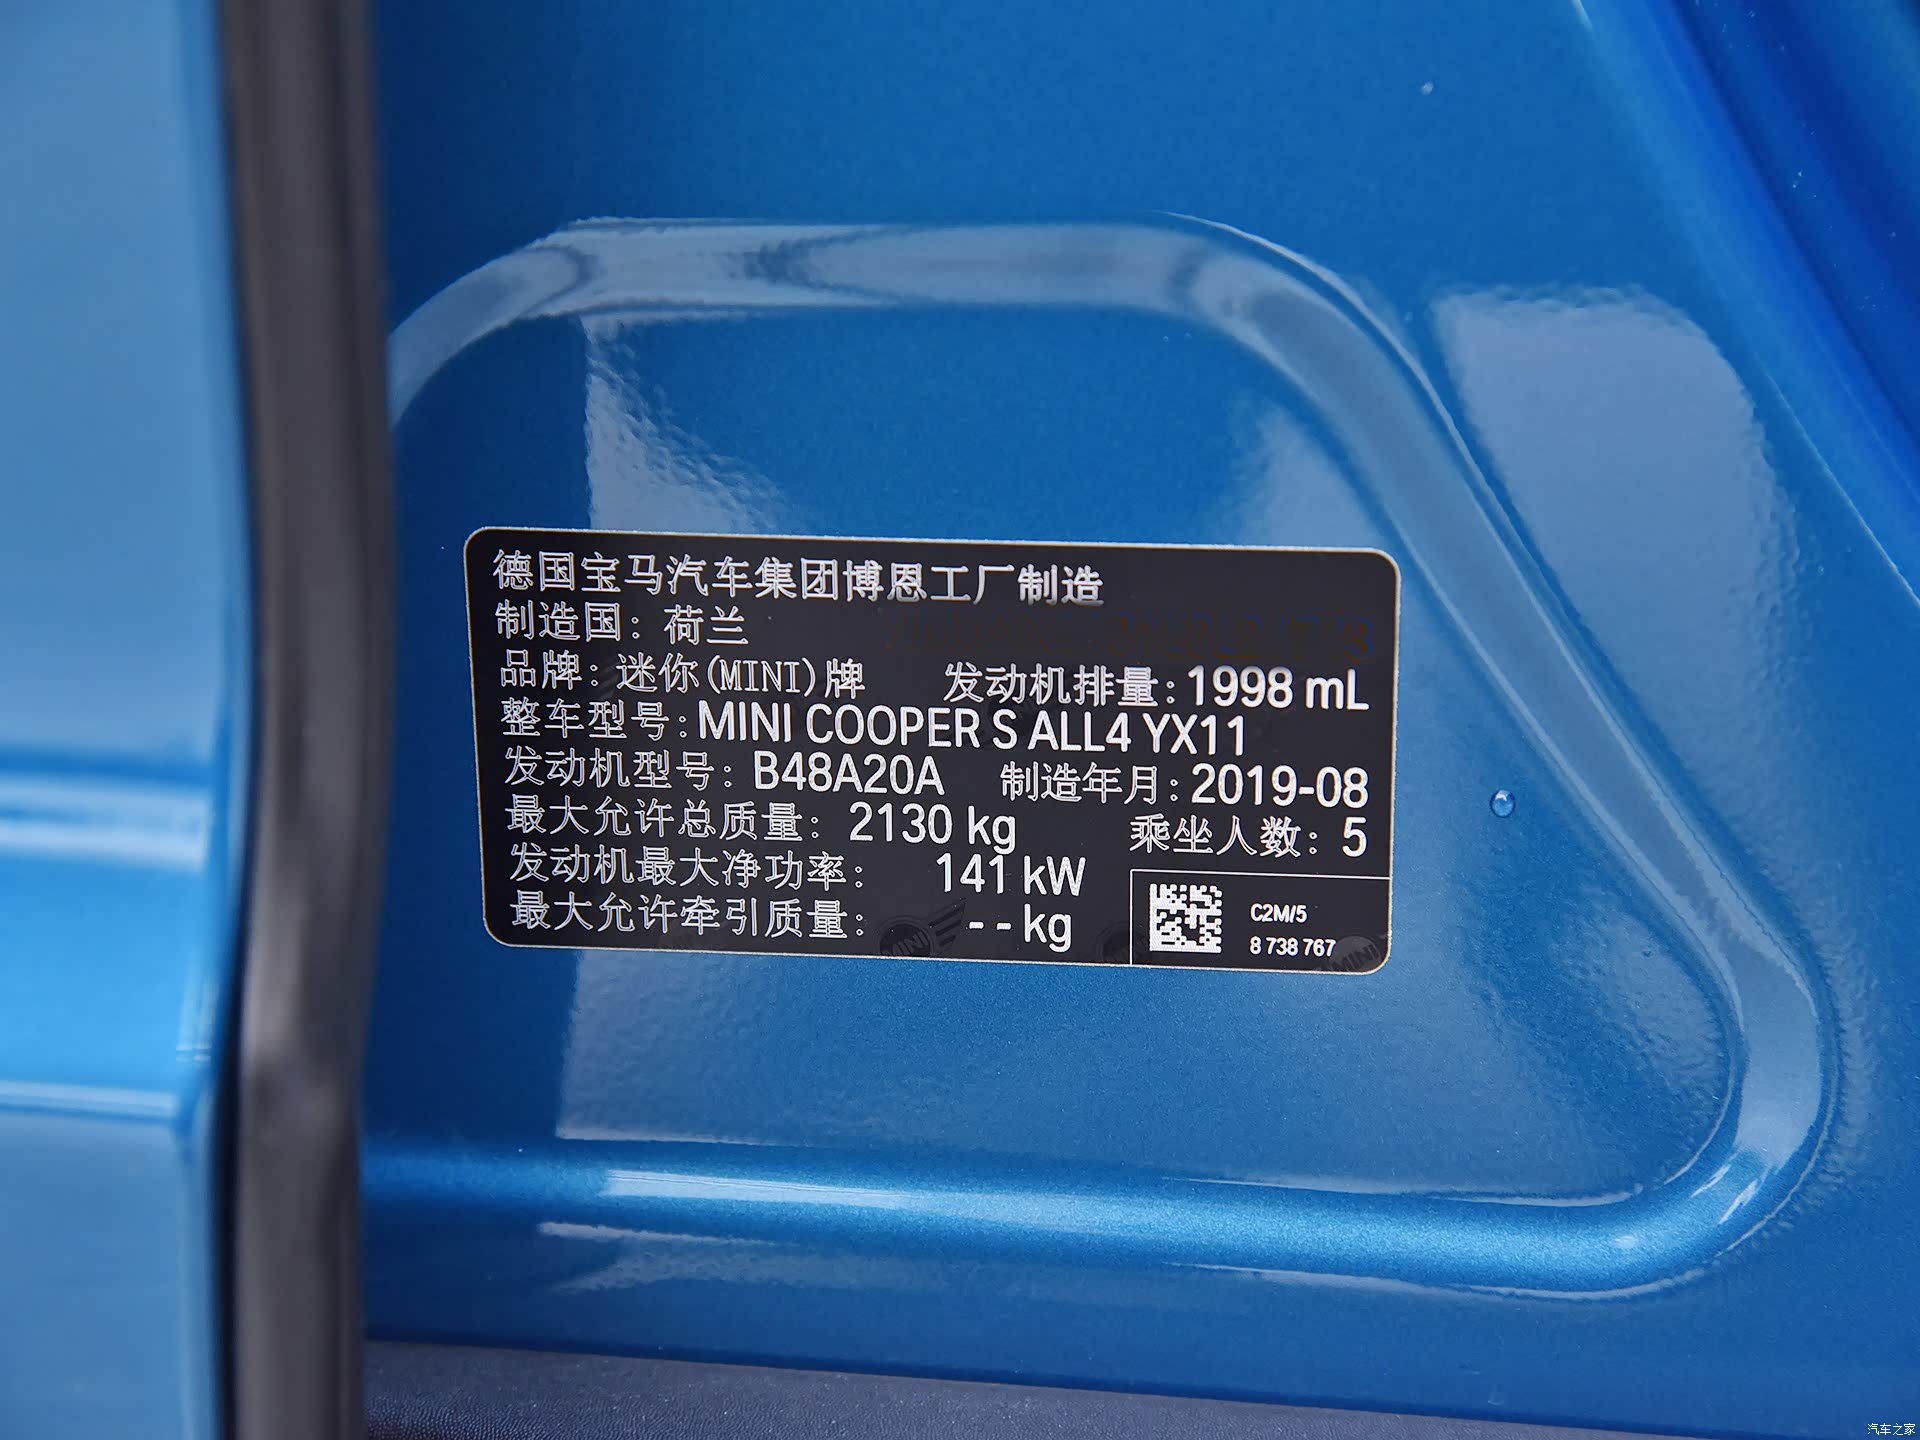 德国宝马汽车集团博恩工厂制造
制造国：荷兰
品牌：迷你(MINI)牌 发动机排量：1998 mL
整车型号：MINI COOPER S ALL4 YX11
发动机型号：B48A20A 制造年月：2019-08
最大允许总质量：2130 kg 乘坐人数：5
发动机最大净功率：141 kW
最大允许牵引质量：--kg
C2M/5
8 738 767
MINI
MINI
汽车之家